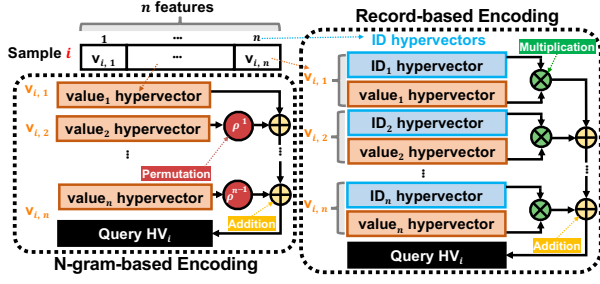 n features
1 ... n
Sample i
v_{i, 1} ... v_{i, n}
v_{i, 1}
value_1 hypervector
v_{i, 2}
value_2 hypervector
ρ^1
...
...
Permutation
value_n hypervector
ρ^{n-1}
v_{i, n}
Addition
Query HV_i
N-gram-based Encoding
Record-based Encoding
ID hypervectors
Multiplication
v_{i, 1}
ID_1 hypervector
value_1 hypervector
v_{i, 2}
ID_2 hypervector
value_2 hypervector
...
...
v_{i, n}
ID_n hypervector
value_n hypervector
Addition
Query HV_i